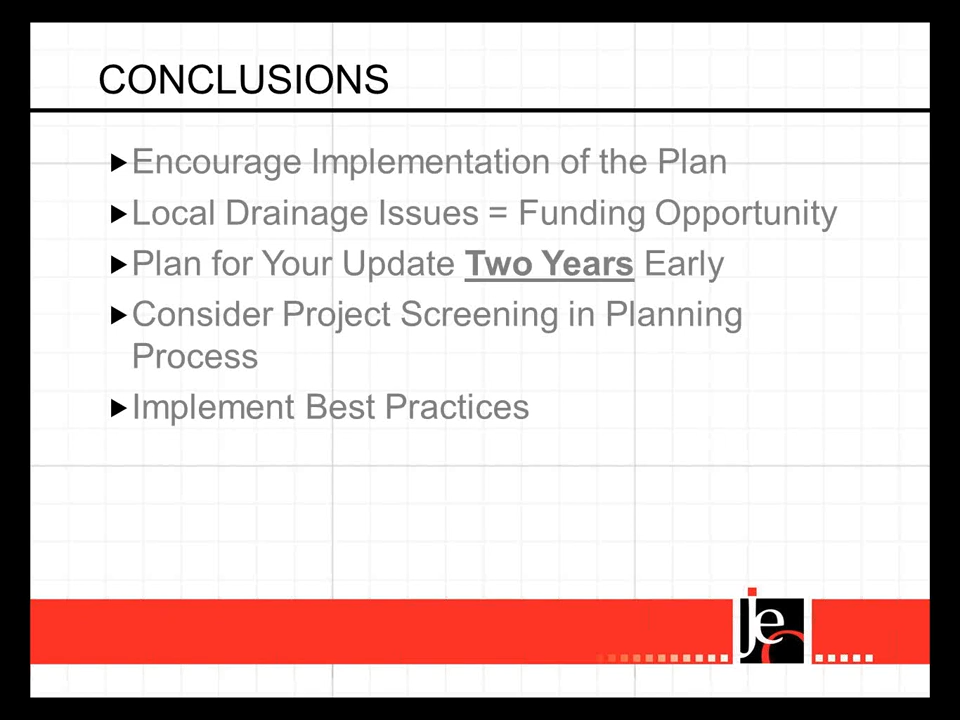 CONCLUSIONS
Encourage Implementation of the Plan
Local Drainage Issues = Funding Opportunity
Plan for Your Update Two Years Early
Consider Project Screening in Planning
Process
Implement Best Practices
jeo